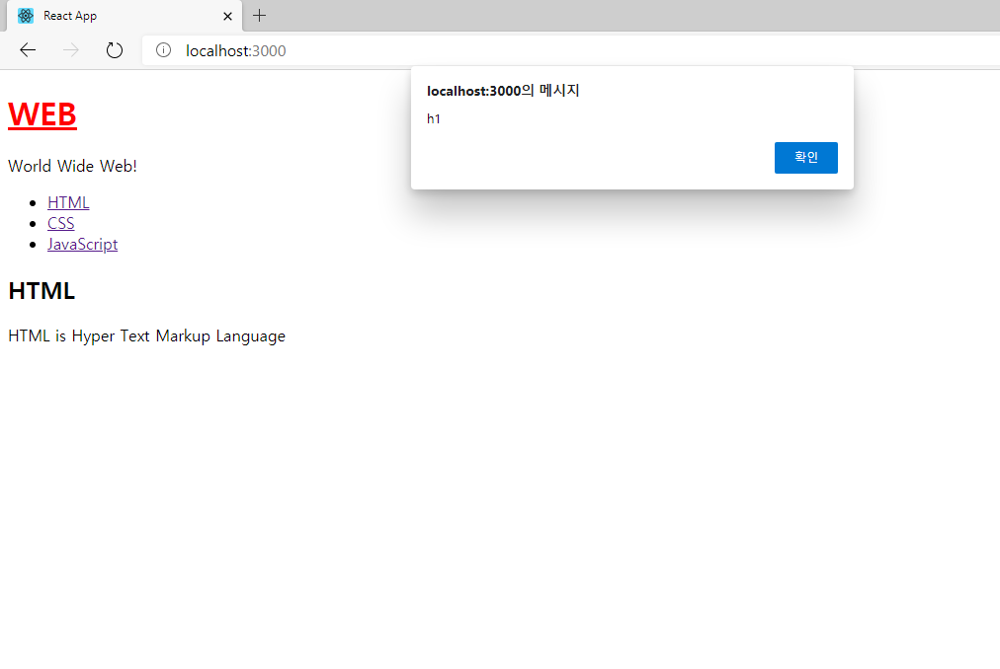 React App
localhost:3000
localhost:3000의 메시지
h1
확인
WEB
World Wide Web!
HTML
CSS
JavaScript
HTML
HTML is Hyper Text Markup Language